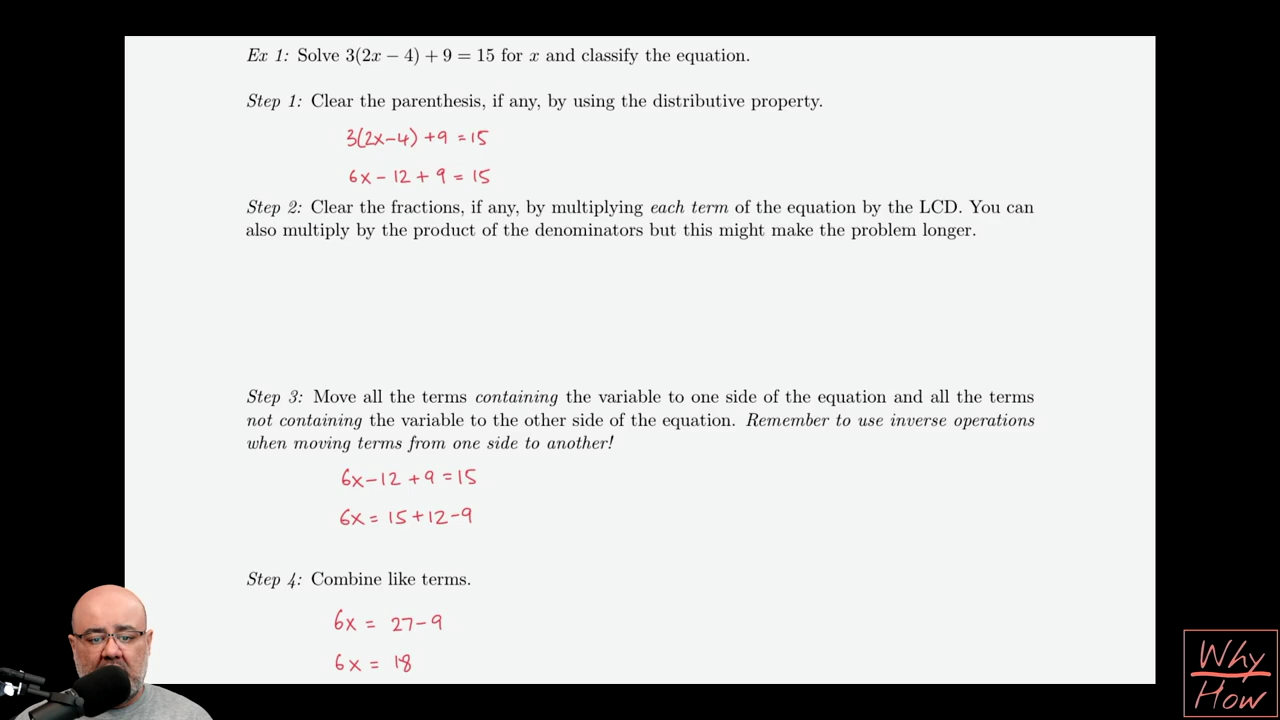 Ex 1: Solve 3(2x − 4) + 9 = 15 for x and classify the equation.
Step 1: Clear the parenthesis, if any, by using the distributive property.
3(2x−4) +9 =15
6x − 12 + 9 = 15
Step 2: Clear the fractions, if any, by multiplying each term of the equation by the LCD. You can
also multiply by the product of the denominators but this might make the problem longer.
Step 3: Move all the terms containing the variable to one side of the equation and all the terms
not containing the variable to the other side of the equation. Remember to use inverse operations
when moving terms from one side to another!
6x−12 +9 =15
6x = 15+12−9
Step 4: Combine like terms.
6x = 27−9
6x = 18
Why
How